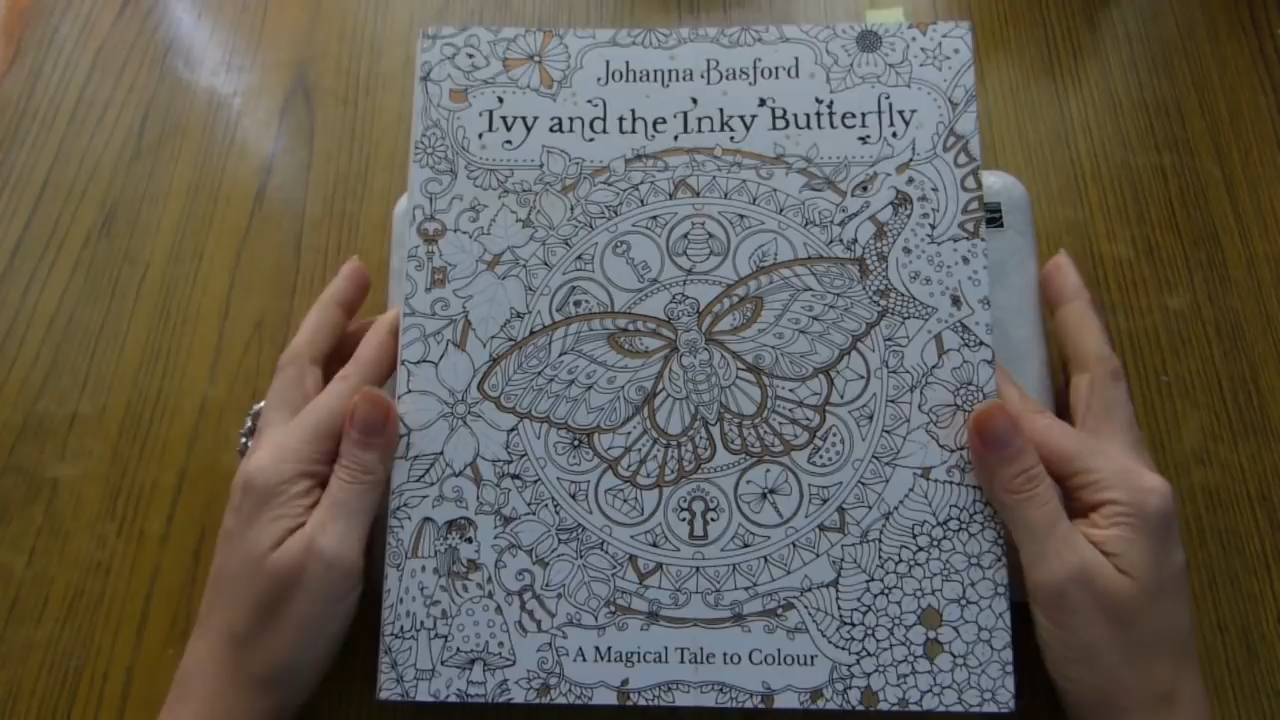 Johanna Basford
Ivy and the Inky Butterfly
A Magical Tale to Colour